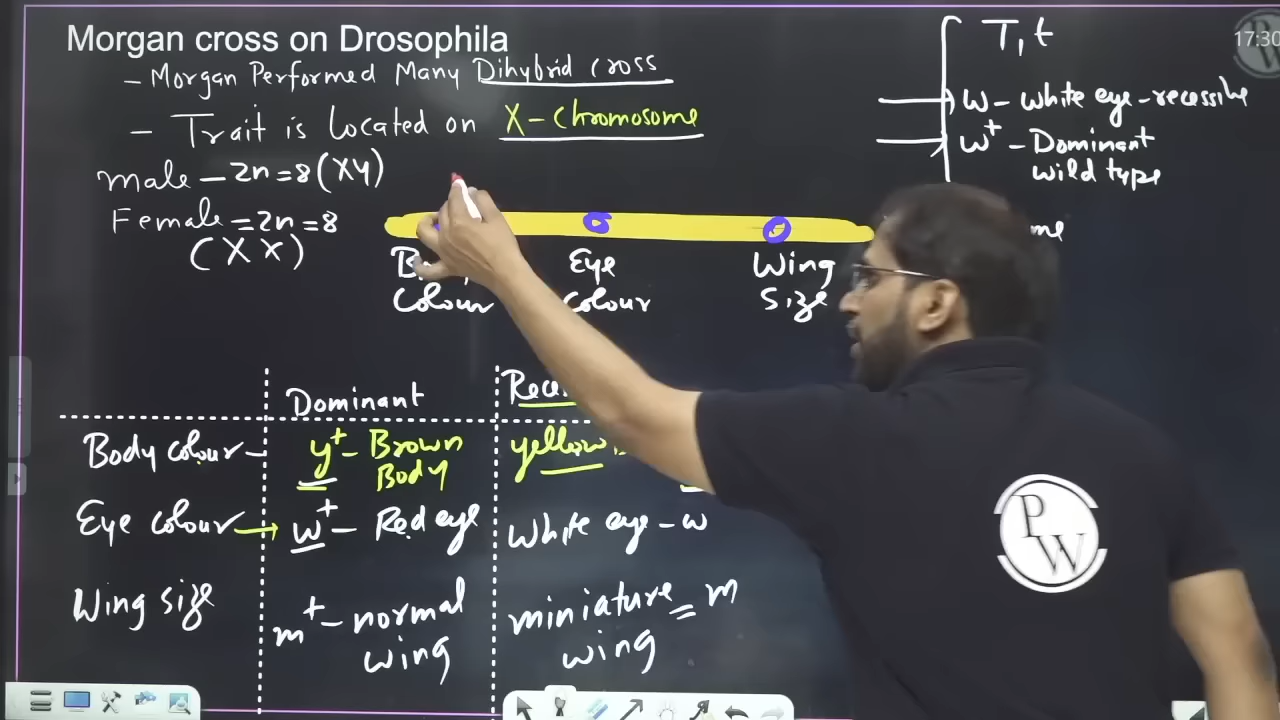 Morgan cross on Drosophila
- Morgan Performed Many Dihybrid Cross
- Trait is located on X-Chromosome
Male - 2n = 8 (XY)
Female = 2n = 8
(XX)
T, t
w - white eye - recessive
w+ - Dominant
wild type
17:30
Colour
Eye
Colour
Wing
Size
Dominant
Body colour - y+ - Brown Body
yellow
Eye colour → w+ - Red eye
White eye - w
Wing size
m+ - normal wing
miniature wing = m
PW